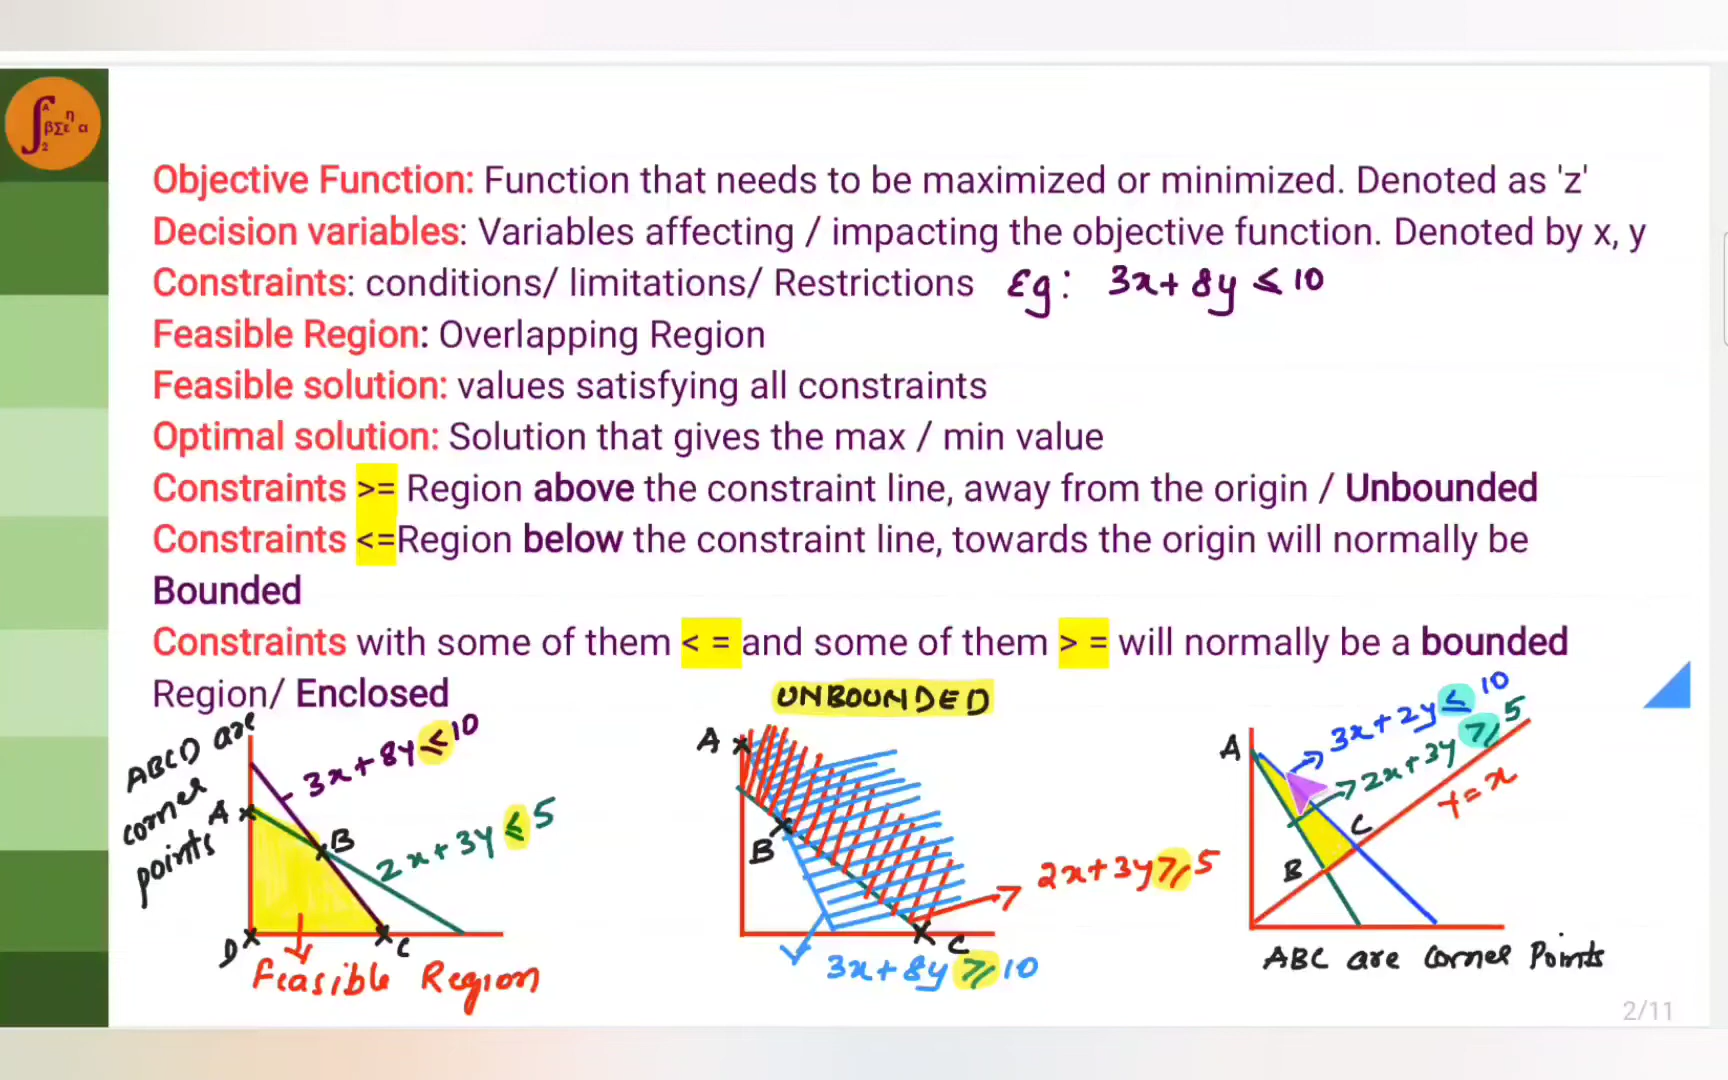 Objective Function: Function that needs to be maximized or minimized. Denoted as 'z'
Decision variables: Variables affecting / impacting the objective function. Denoted by x, y
Constraints: conditions/ limitations/ Restrictions Eg: 3x+ 8y ≤ 10
Feasible Region: Overlapping Region
Feasible solution: values satisfying all constraints
Optimal solution: Solution that gives the max / min value
Constraints >= Region above the constraint line, away from the origin / Unbounded
Constraints <=Region below the constraint line, towards the origin will normally be
Bounded
Constraints with some of them < = and some of them > = will normally be a bounded
Region/ Enclosed
ABCD are
corner
points
3x+8y ≤ 10
2x+3y ≤ 5
A
B
C
D
Feasible Region
UNBOUNDED
A
B
C
2x+3y ≥ 5
3x+8y ≥ 10
3x+2y ≤ 10
2x+3y ≥ 5
A
B
C
ABC are corner Points
2/11